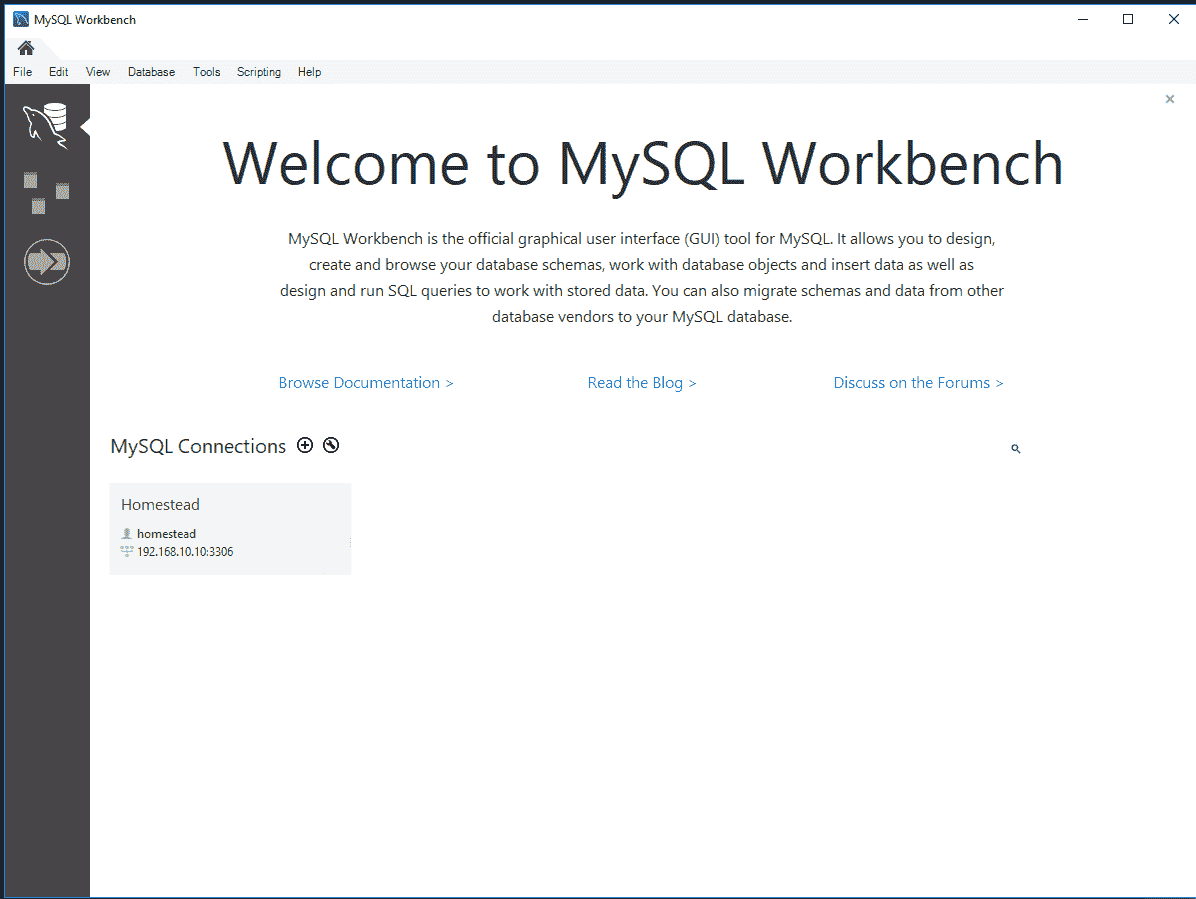 MySQL Workbench
File Edit View Database Tools Scripting Help
Welcome to MySQL Workbench
MySQL Workbench is the official graphical user interface (GUI) tool for MySQL. It allows you to design,
create and browse your database schemas, work with database objects and insert data as well as
design and run SQL queries to work with stored data. You can also migrate schemas and data from other
database vendors to your MySQL database.
Browse Documentation > Read the Blog > Discuss on the Forums >
MySQL Connections
Homestead
homestead
192.168.10.10:3306